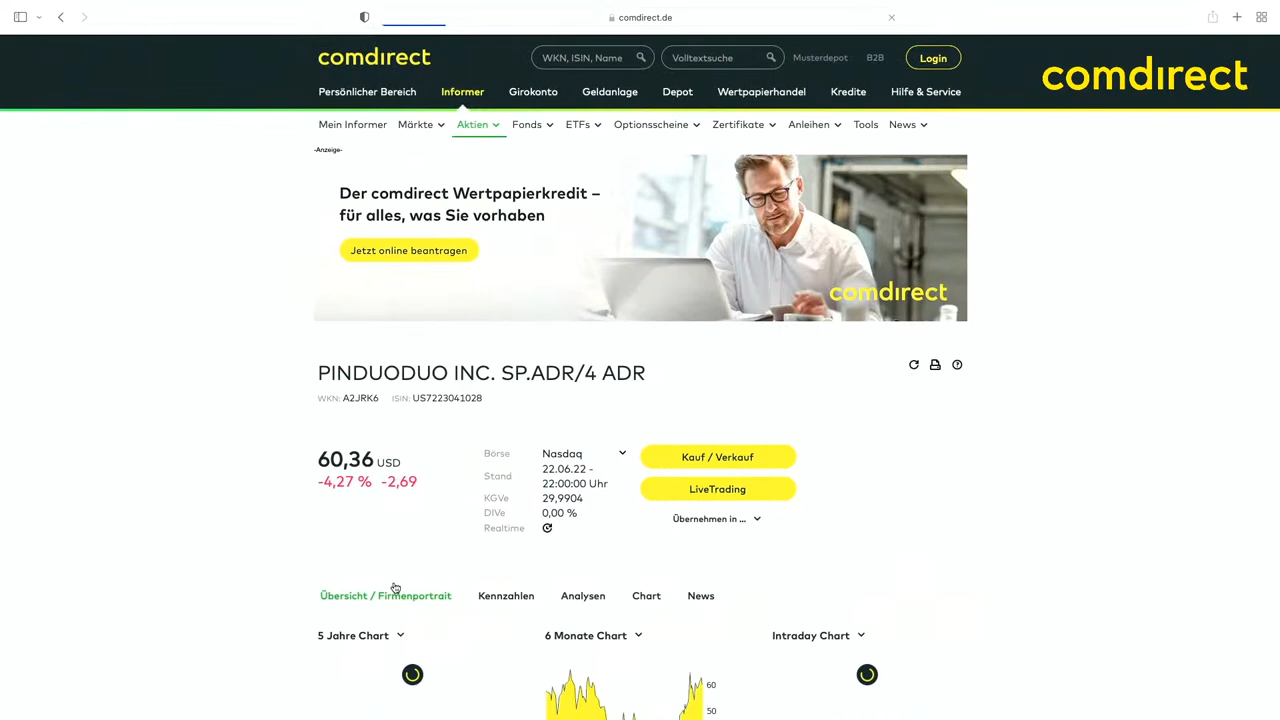 comdirect.de
comdirect
WKN, ISIN, Name
Volltextsuche
Musterdepot
B2B
Login
comdirect
Persönlicher Bereich
Informer
Girokonto
Geldanlage
Depot
Wertpapierhandel
Kredite
Hilfe & Service
Mein Informer
Märkte
Aktien
Fonds
ETFs
Optionsscheine
Zertifikate
Anleihen
Tools
News
-Anzeige-
Der comdirect Wertpapierkredit –
für alles, was Sie vorhaben
Jetzt online beantragen
comdirect
PINDUODUO INC. SP.ADR/4 ADR
WKN: A2JRK6 ISIN: US7223041028
60,36 USD
-4,27 % -2,69
Börse Nasdaq
Stand 22.06.22 -
22:00:00 Uhr
KGVe 29,9904
DIVe 0,00 %
Realtime
Kauf / Verkauf
LiveTrading
Übernehmen in ...
Übersicht / Firmenportrait
Kennzahlen
Analysen
Chart
News
5 Jahre Chart
6 Monate Chart
Intraday Chart
60
50